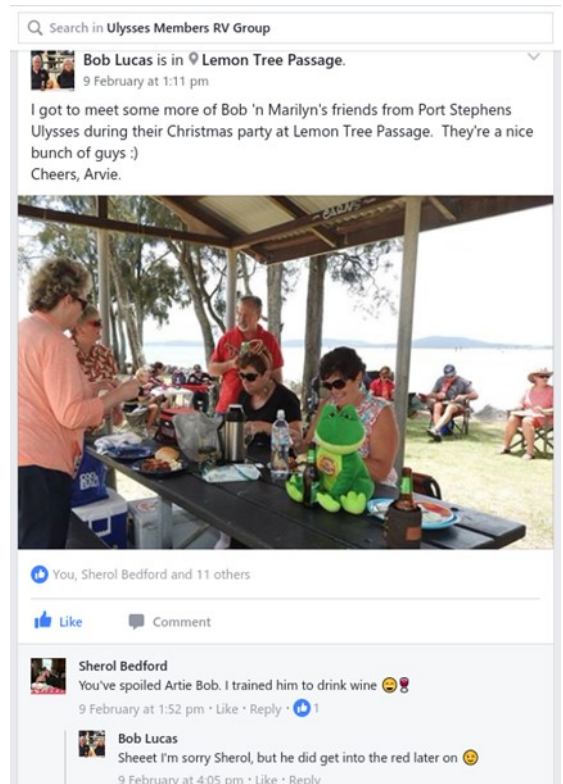 Search in Ulysses Members RV Group
Bob Lucas is in Lemon Tree Passage.
9 February at 1:11 pm
I got to meet some more of Bob 'n Marilyn's friends from Port Stephens
Ulysses during their Christmas party at Lemon Tree Passage. They're a nice
bunch of guys :)
Cheers, Arvie.
You, Sherol Bedford and 11 others
Like Comment
Sherol Bedford
You've spoiled Artie Bob. I trained him to drink wine 😄🍷
9 February at 1:52 pm · Like · Reply · 1
Bob Lucas
Sheeet I'm sorry Sherol, but he did get into the red later on 😉
9 February at 4:05 pm · Like · Reply